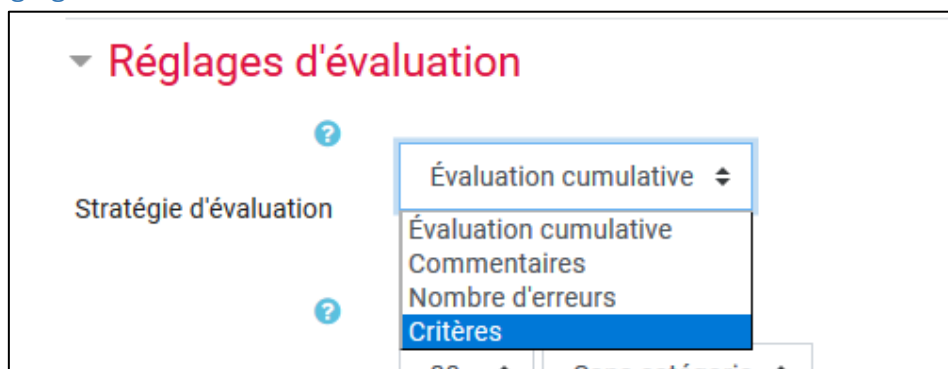 Réglages d'évaluation
Évaluation cumulative
Stratégie d'évaluation
Évaluation cumulative
Commentaires
Nombre d'erreurs
Critères